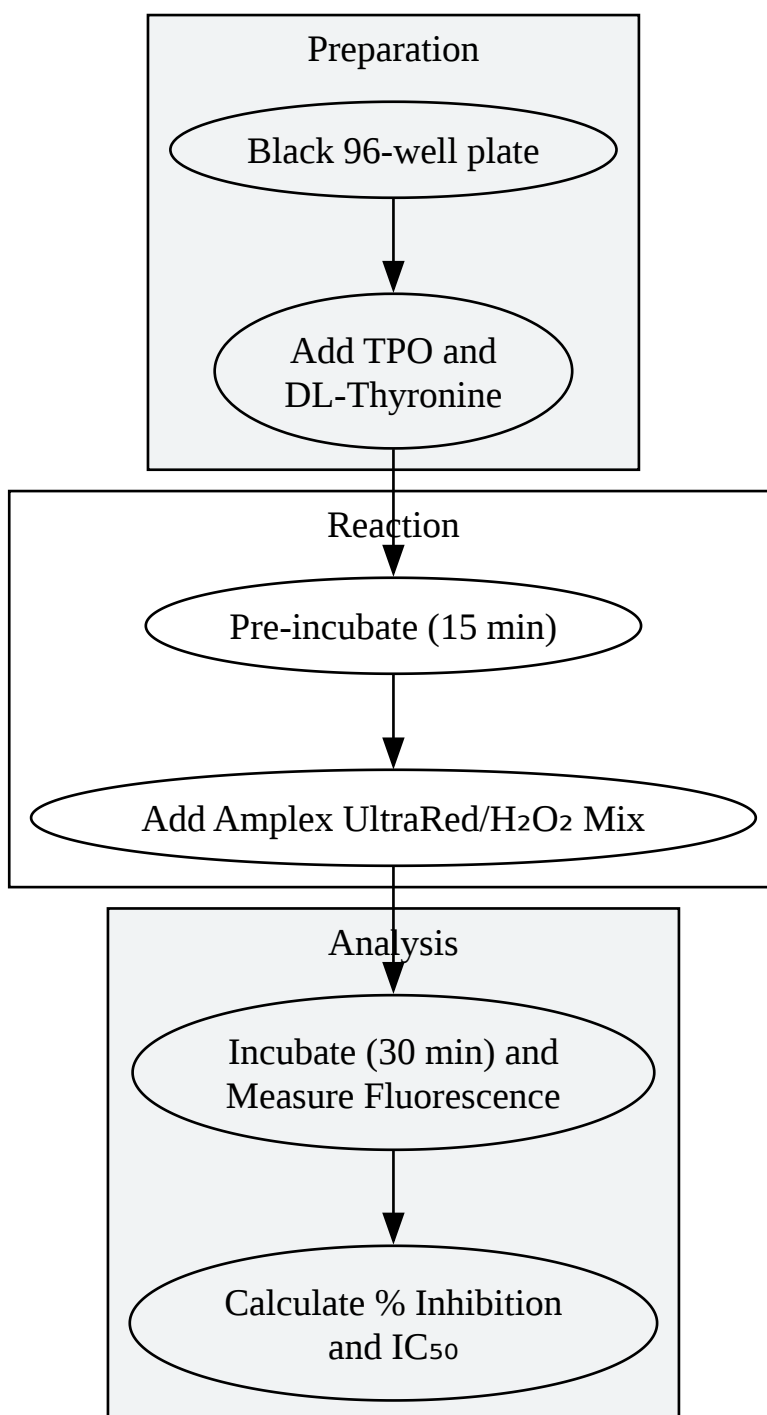 Preparation
Black 96-well plate
Add TPO and
DL-Thyronine
Reaction
Pre-incubate (15 min)
Add Amplex UltraRed/H₂O₂ Mix
Analysis
Incubate (30 min) and
Measure Fluorescence
Calculate % Inhibition
and IC₅₀